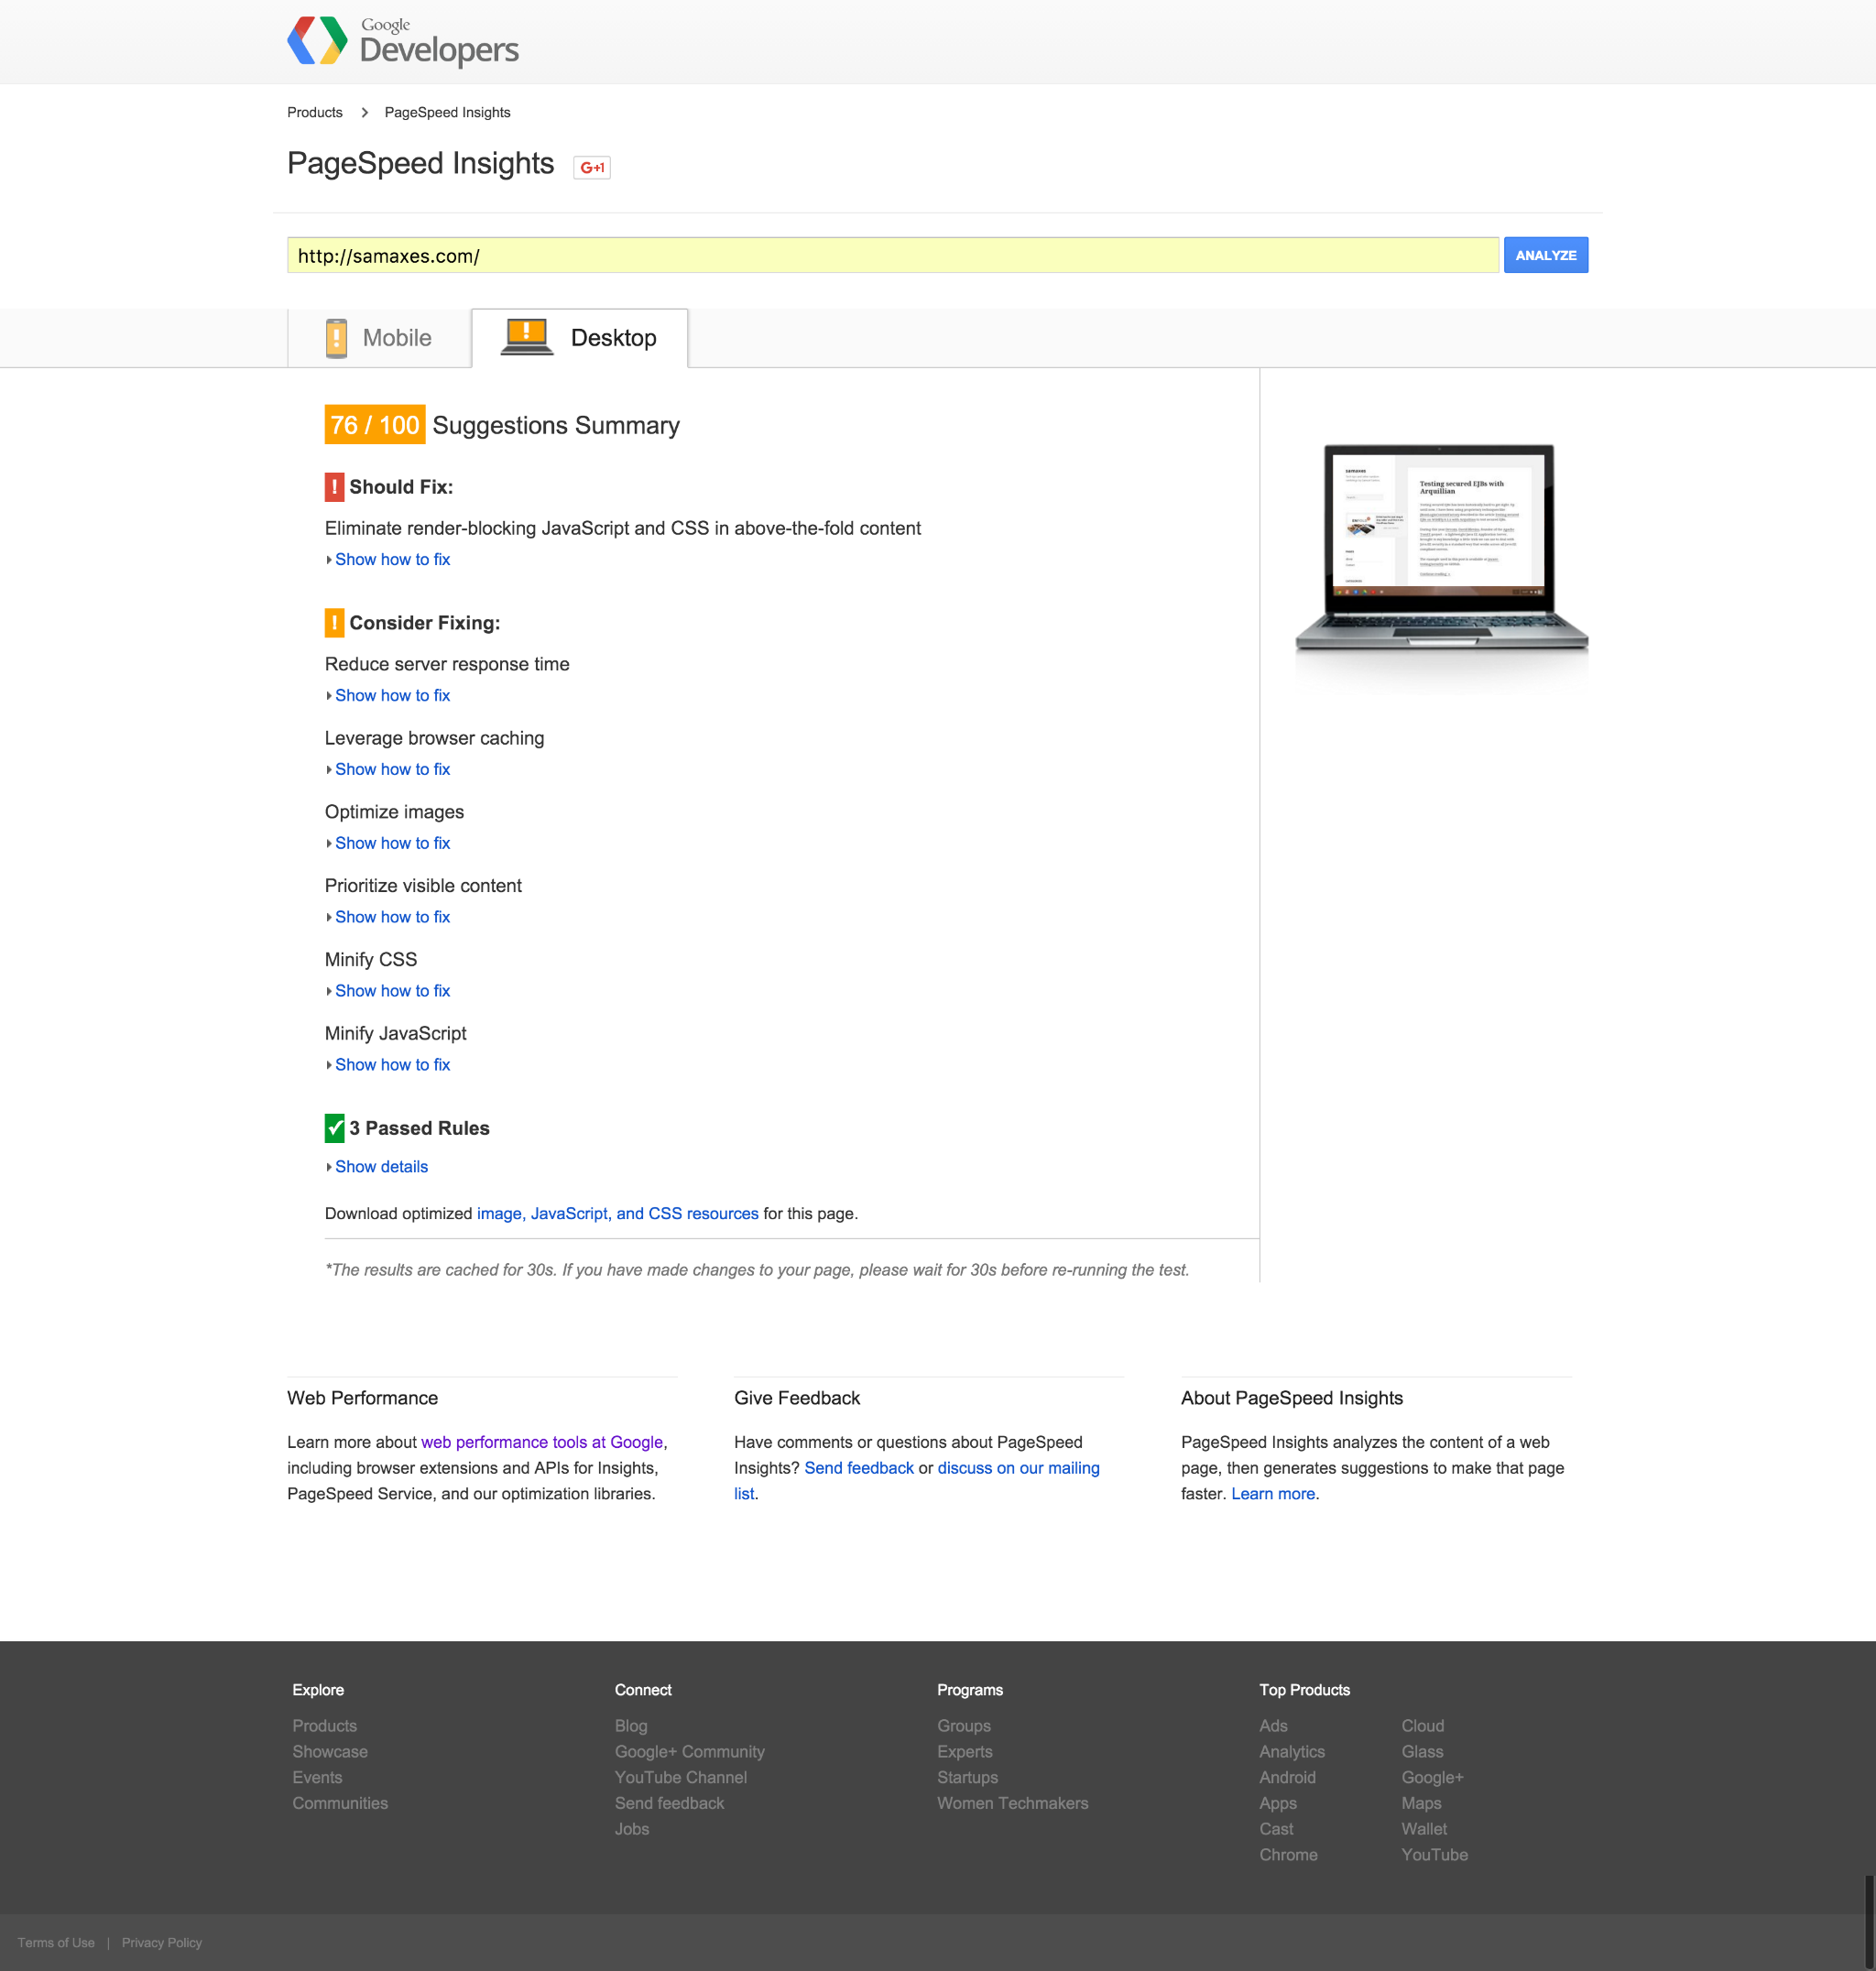 Google
Developers
Products
PageSpeed Insights
PageSpeed Insights
G+1
http://samaxes.com/
ANALYZE
Mobile
Desktop
76 / 100 Suggestions Summary
! Should Fix:
Eliminate render-blocking JavaScript and CSS in above-the-fold content
Show how to fix
! Consider Fixing:
Reduce server response time
Show how to fix
Leverage browser caching
Show how to fix
Optimize images
Show how to fix
Prioritize visible content
Show how to fix
Minify CSS
Show how to fix
Minify JavaScript
Show how to fix
3 Passed Rules
Show details
Download optimized image, JavaScript, and CSS resources for this page.
*The results are cached for 30s. If you have made changes to your page, please wait for 30s before re-running the test.
samaxes
Testing secured EJBs with
Arquillian
Web Performance
Learn more about web performance tools at Google,
including browser extensions and APIs for Insights,
PageSpeed Service, and our optimization libraries.
Give Feedback
Have comments or questions about PageSpeed
Insights? Send feedback or discuss on our mailing
list.
About PageSpeed Insights
PageSpeed Insights analyzes the content of a web
page, then generates suggestions to make that page
faster. Learn more.
Explore
Products
Showcase
Events
Communities
Connect
Blog
Google+ Community
YouTube Channel
Send feedback
Jobs
Programs
Groups
Experts
Startups
Women Techmakers
Top Products
Ads
Analytics
Android
Apps
Cast
Chrome
Cloud
Glass
Google+
Maps
Wallet
YouTube
Terms of Use | Privacy Policy